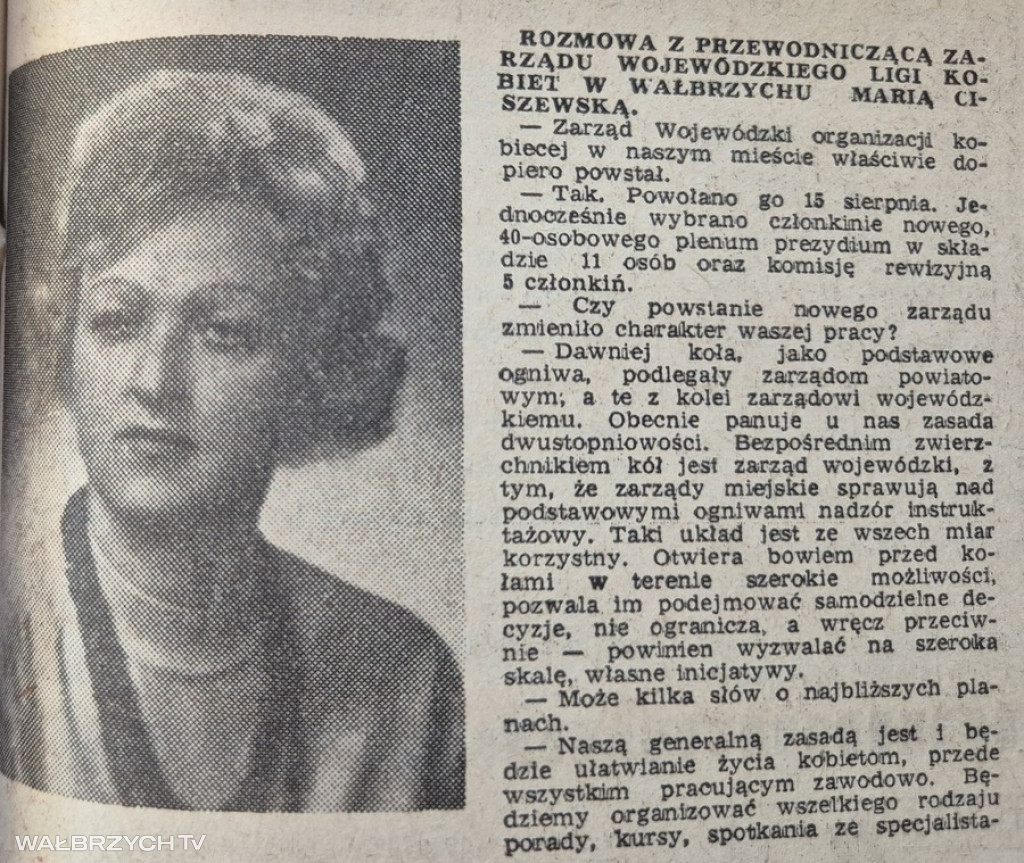 ROZMOWA Z PRZEWODNICZĄCĄ ZA-
RZĄDU WOJEWÓDZKIEGO LIGI KO-
BIET W WAŁBRZYCHU MARIĄ CI-
SZEWSKĄ.
— Zarząd Wojewódzki organizacji ko-
biecej w naszym mieście właściwie do-
piero powstał.
— Tak. Powołano go 15 sierpnia. Je-
dnocześnie wybrano członkinie nowego,
40-osobowego plenum prezydium w skła-
dzie 11 osób oraz komisję rewizyjną
5 członkiń.
— Czy powstanie nowego zarządu
zmieniło charakter waszej pracy?
— Dawniej koła, jako podstawowe
ogniwa, podlegały zarządom powiato-
wym; a te z kolei zarządowi wojewódz-
kiemu. Obecnie panuje u nas zasada
dwustopniowości. Bezpośrednim zwierz-
chnikiem kół jest zarząd wojewódzki, z
tym, że zarządy miejskie sprawują nad
podstawowymi ogniwami nadzór instruk-
tażowy. Taki układ jest ze wszech miar
korzystny. Otwiera bowiem przed ko-
łami w terenie szerokie możliwości,
pozwala im podejmować samodzielne de-
cyzje, nie ogranicza, a wręcz przeciw-
nie — powinien wyzwalać na szeroką
skalę, własne inicjatywy.
— Może kilka słów o najbliższych pla-
nach.
— Naszą generalną zasadą jest i bę-
dzie ułatwianie życia kobietom, przede
wszystkim pracującym zawodowo. Bę-
dziemy organizować wszelkiego rodzaju
porady, kursy, spotkania ze specjalista-
WAŁBRZYCH TV